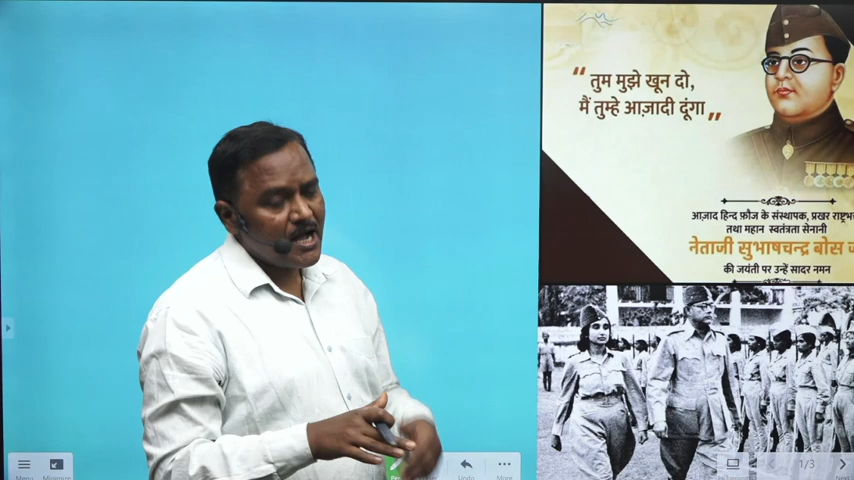 “ तुम मुझे खून दो,
मैं तुम्हे आज़ादी दूंगा „
आज़ाद हिन्द फ़ौज के संस्थापक, प्रखर
तथा महान स्वतंत्रता सेनानी
नेताजी सुभाषचन्द्र बोस
की जयंती पर उन्हें सादर नमन
Menu
Minimize
Undo
More
1/3